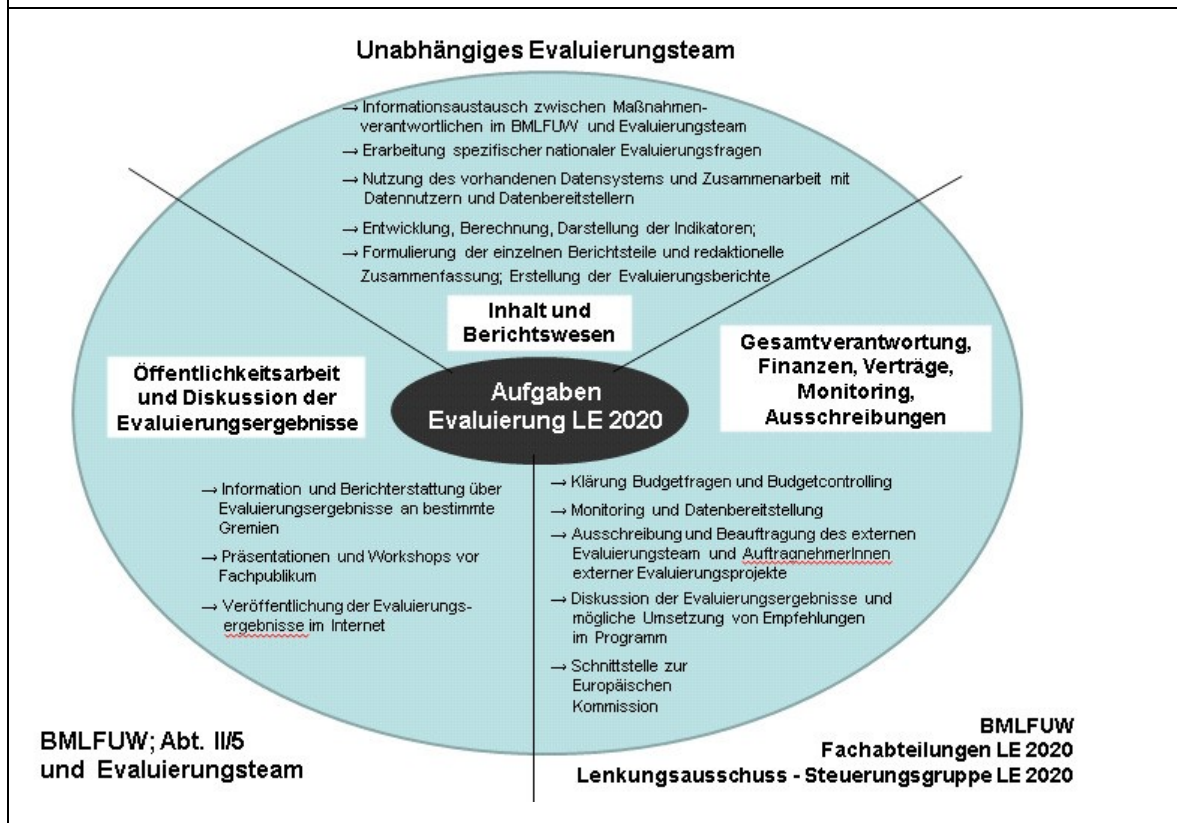 Unabhängiges Evaluierungsteam
→ Informationsaustausch zwischen Maßnahmen-
verantwortlichen im BMLFUW und Evaluierungsteam
→ Erarbeitung spezifischer nationaler Evaluierungsfragen
→ Nutzung des vorhandenen Datensystems und Zusammenarbeit mit
Datennutzern und Datenbereitstellern
→ Entwicklung, Berechnung, Darstellung der Indikatoren;
→ Formulierung der einzelnen Berichtsteile und redaktionelle
Zusammenfassung; Erstellung der Evaluierungsberichte
Inhalt und
Berichtswesen
Öffentlichkeitsarbeit
und Diskussion der
Evaluierungsergebnisse
Aufgaben
Evaluierung LE 2020
Gesamtverantwortung,
Finanzen, Verträge,
Monitoring,
Ausschreibungen
→ Information und Berichterstattung über
Evaluierungsergebnisse an bestimmte
Gremien
→ Präsentationen und Workshops vor
Fachpublikum
→ Veröffentlichung der Evaluierungs-
ergebnisse im Internet
→ Klärung Budgetfragen und Budgetcontrolling
→ Monitoring und Datenbereitstellung
→ Ausschreibung und Beauftragung des externen
Evaluierungsteam und AuftragnehmerInnen
externer Evaluierungsprojekte
→ Diskussion der Evaluierungsergebnisse und
mögliche Umsetzung von Empfehlungen
im Programm
→ Schnittstelle zur
Europäischen
Kommission
BMLFUW; Abt. II/5
und Evaluierungsteam
BMLFUW
Fachabteilungen LE 2020
Lenkungsausschuss - Steuerungsgruppe LE 2020